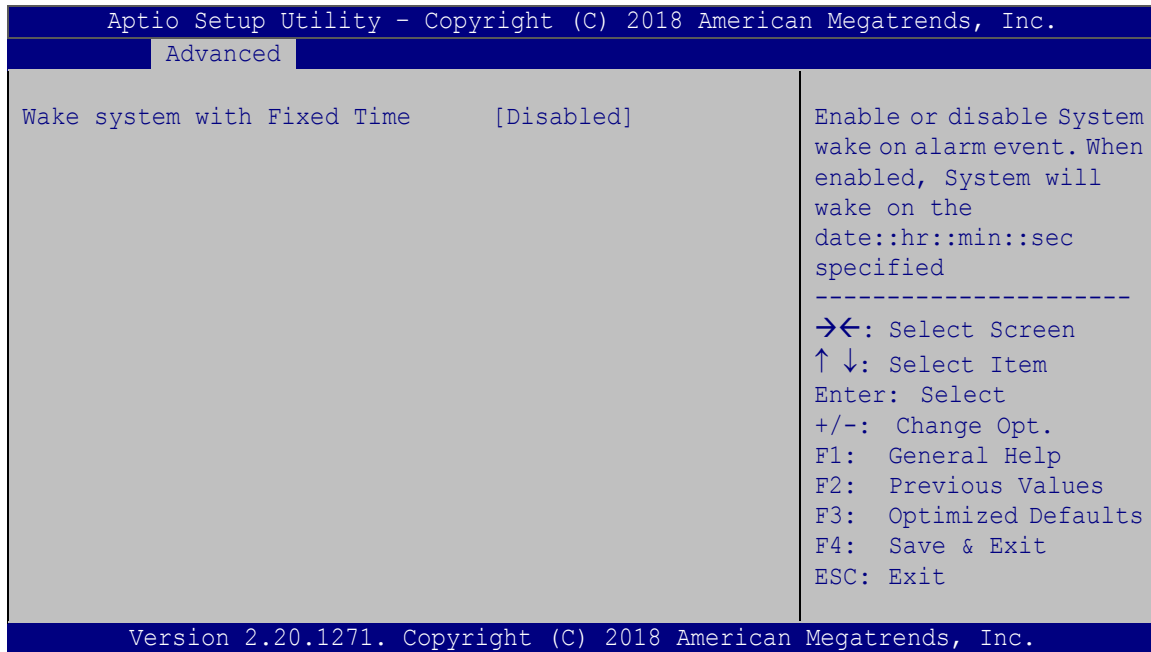 Aptio Setup Utility – Copyright (C) 2018 American Megatrends, Inc.
Advanced
Wake system with Fixed Time [Disabled]
Enable or disable System
wake on alarm event. When
enabled, System will
wake on the
date::hr::min::sec
specified
----------------------
→←: Select Screen
↑ ↓: Select Item
Enter: Select
+/-: Change Opt.
F1: General Help
F2: Previous Values
F3: Optimized Defaults
F4: Save & Exit
ESC: Exit
Version 2.20.1271. Copyright (C) 2018 American Megatrends, Inc.